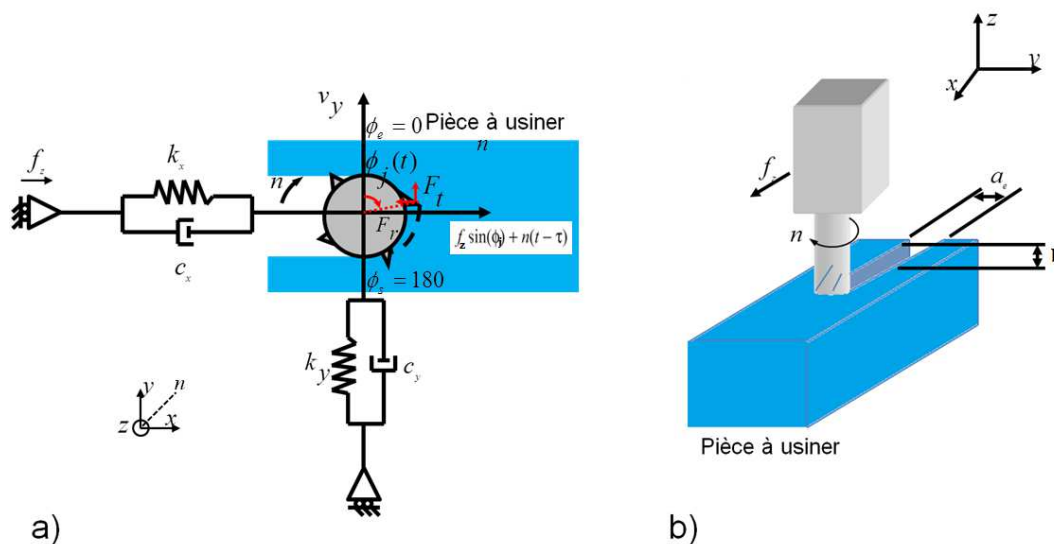 v_y
ϕ_e = 0 Pièce à usiner
n
ϕ_j(t)
f_z
k_x
n
F_t
F_r
t
f_z sin(ϕ_j) + n(t − τ)
c_x
ϕ_s = 180
k_y
c_y
y
n
z
x
a)
z
y
x
f_z
a_e
n
Pièce à usiner
b)